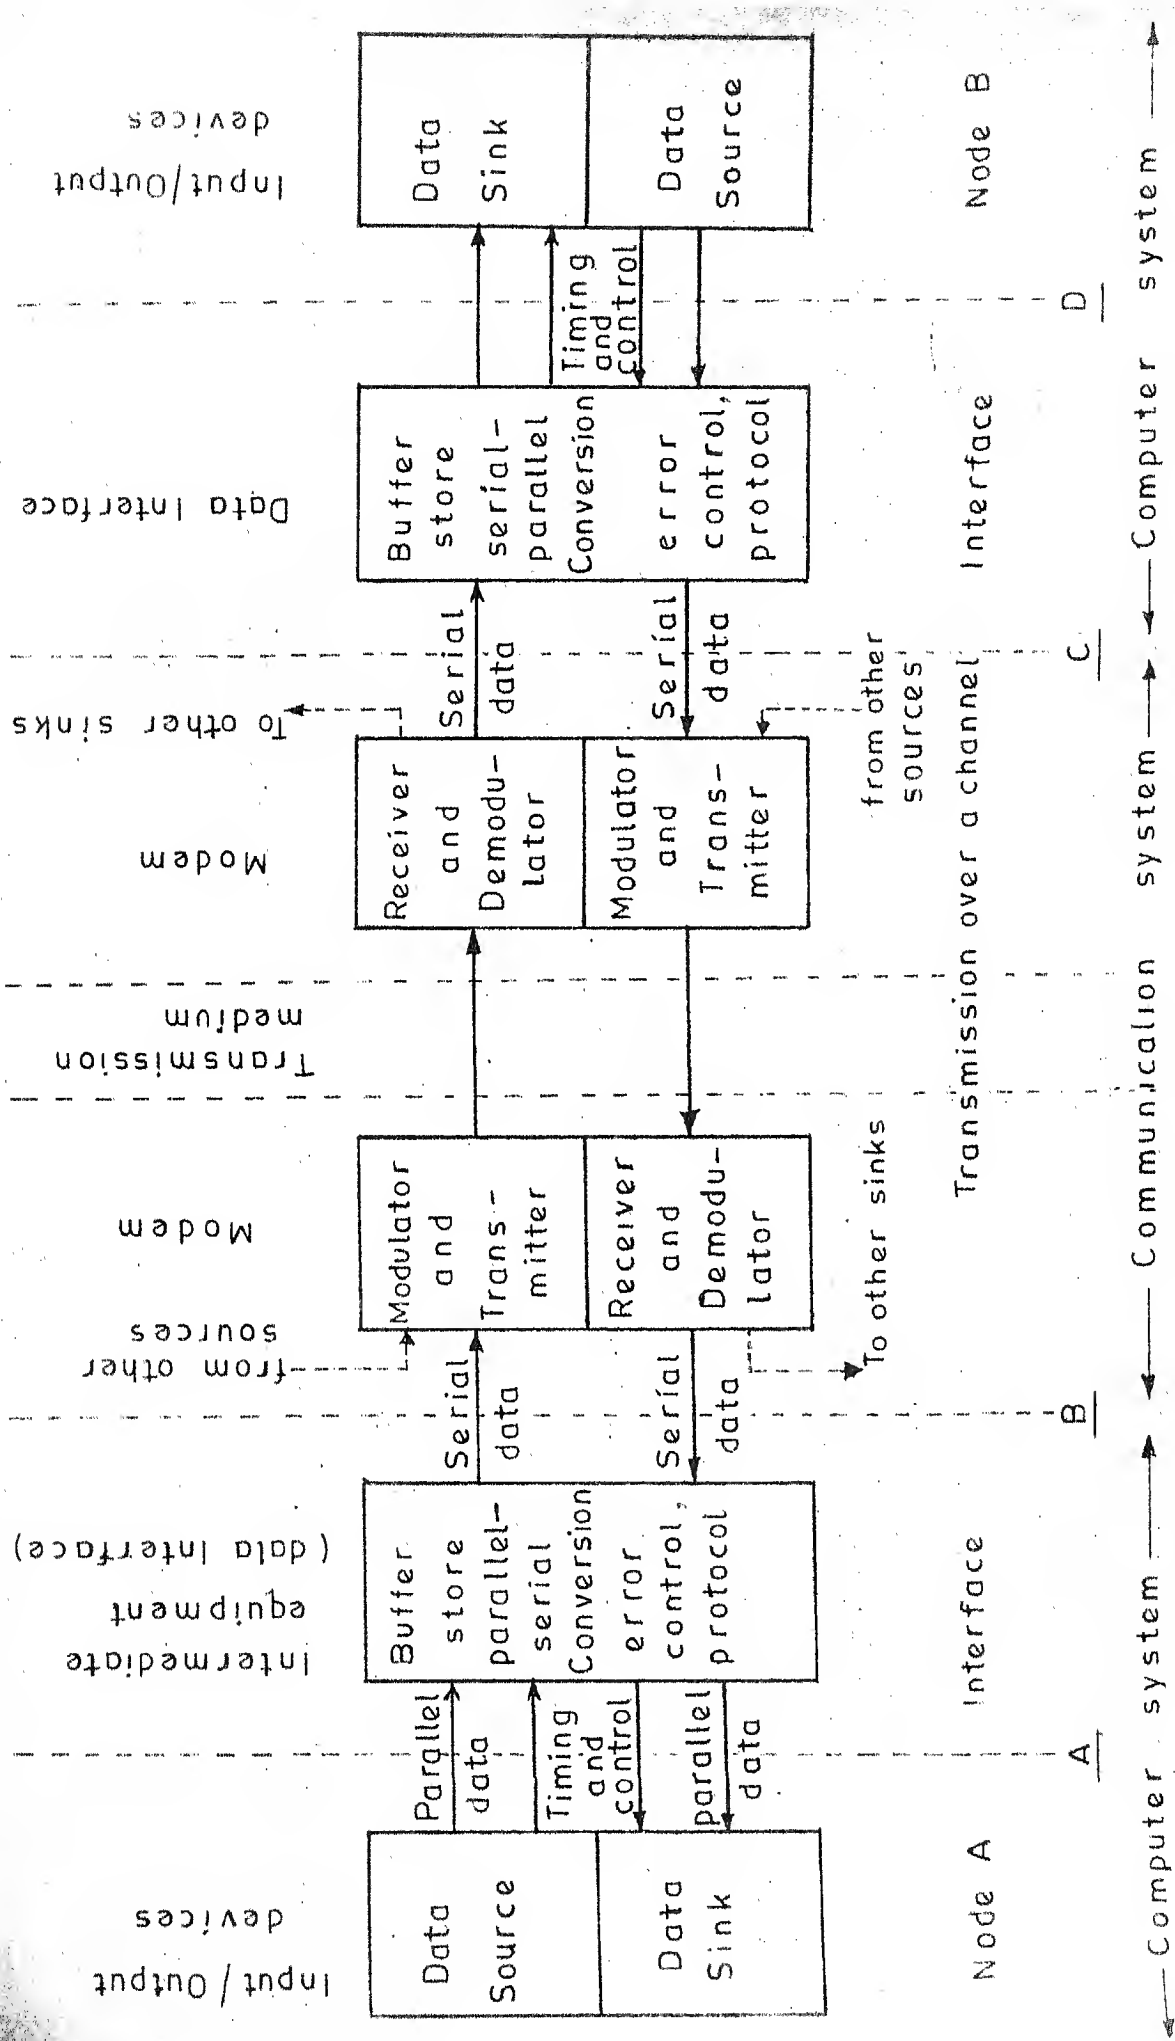 Input / Output
devices
Intermediate
equipment
(data Interface)
from other
sources
Modem
Transmission
medium
Modem
To other sinks
Data Interface
Input/Output
devices
Data
Source
Data
Sink
Parallel
data
Timing
and
control
parallel
data
Buffer
store
parallel-
serial
Conversion
error
control,
protocol
Serial
data
Serial
data
Modulator
and
Trans-
mitter
Receiver
and
Demodu-
lator
To other sinks
Receiver
and
Demodu-
lator
Modulator
and
Trans-
mitter
from other
sources
Serial
data
Serial
data
Buffer
store
serial-
parallel
Conversion
error
control,
protocol
Timing
and
control
Data
Sink
Data
Source
Node A
Interface
Transmission over a channel
Interface
Node B
A
B
C
D
Computer system
Communication system
Computer system